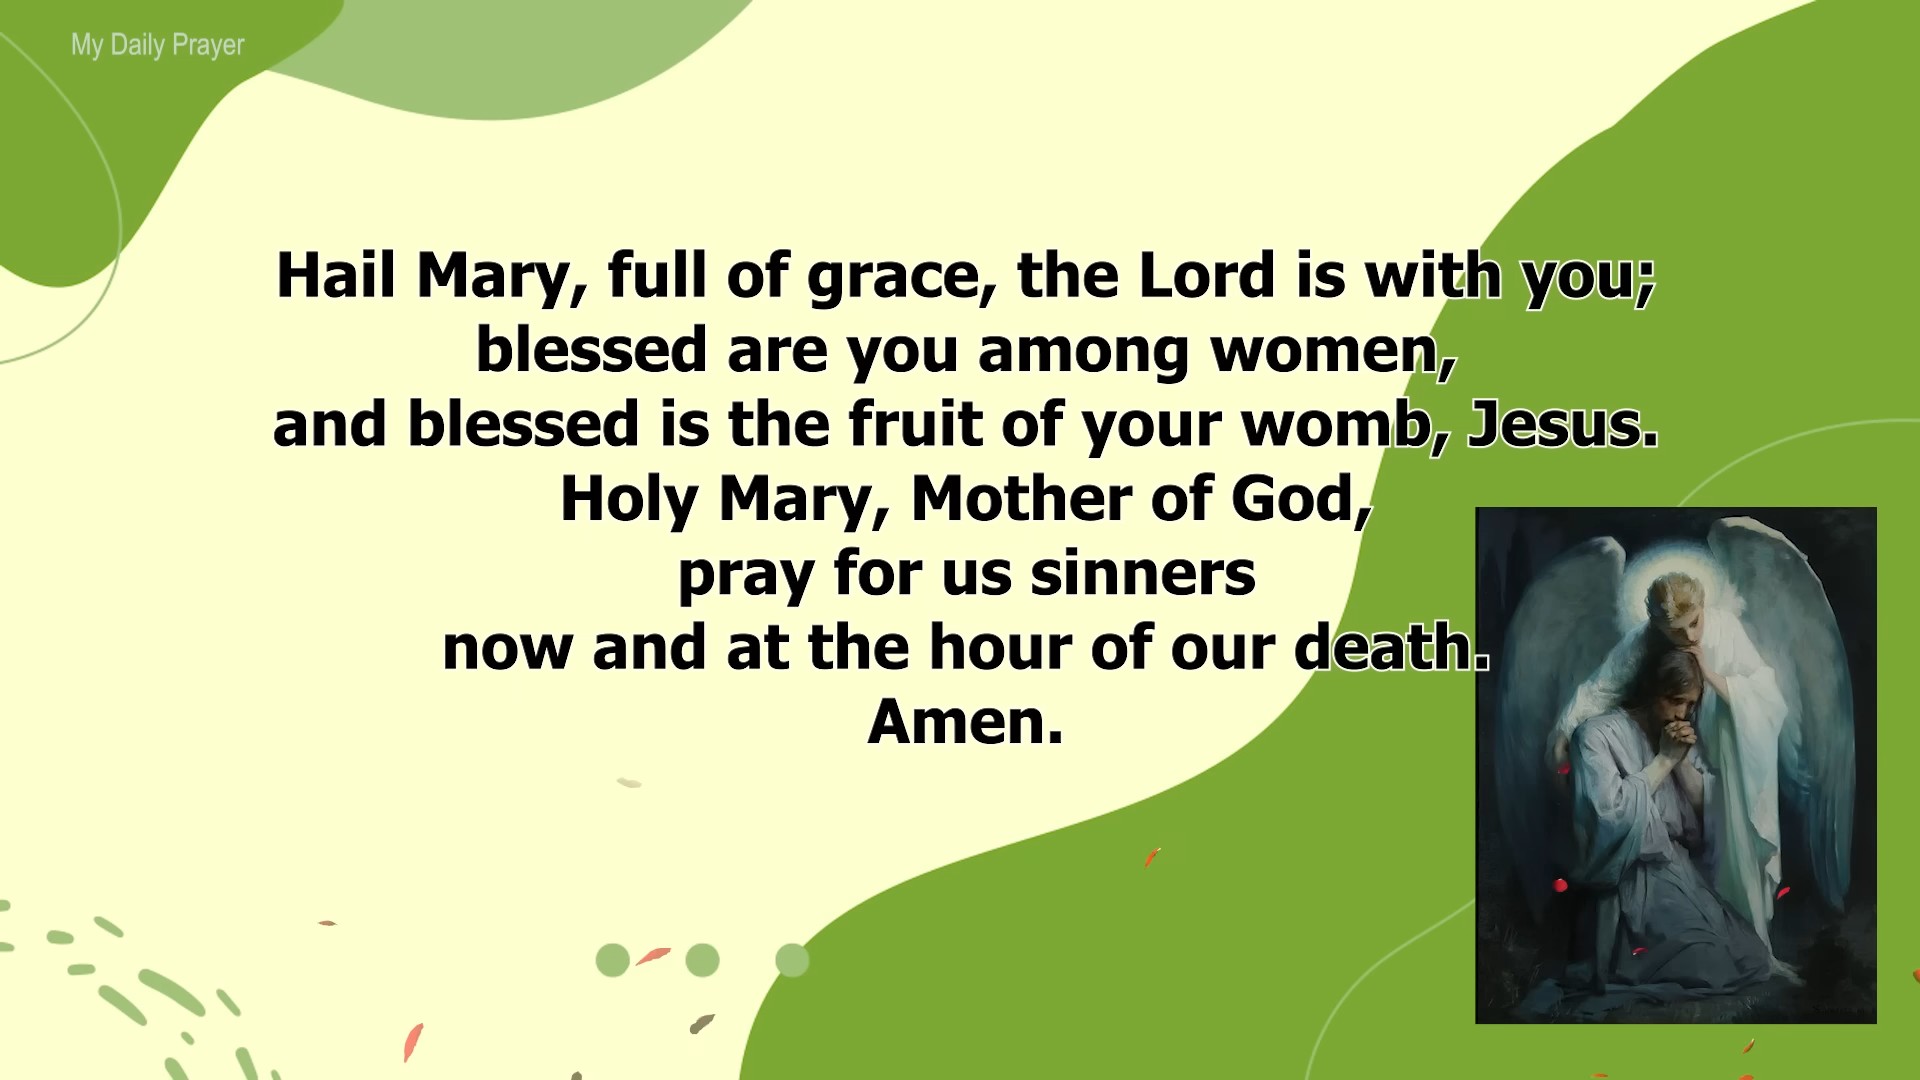 My Daily Prayer
Hail Mary, full of grace, the Lord is with you;
blessed are you among women,
and blessed is the fruit of your womb, Jesus.
Holy Mary, Mother of God,
pray for us sinners
now and at the hour of our death.
Amen.